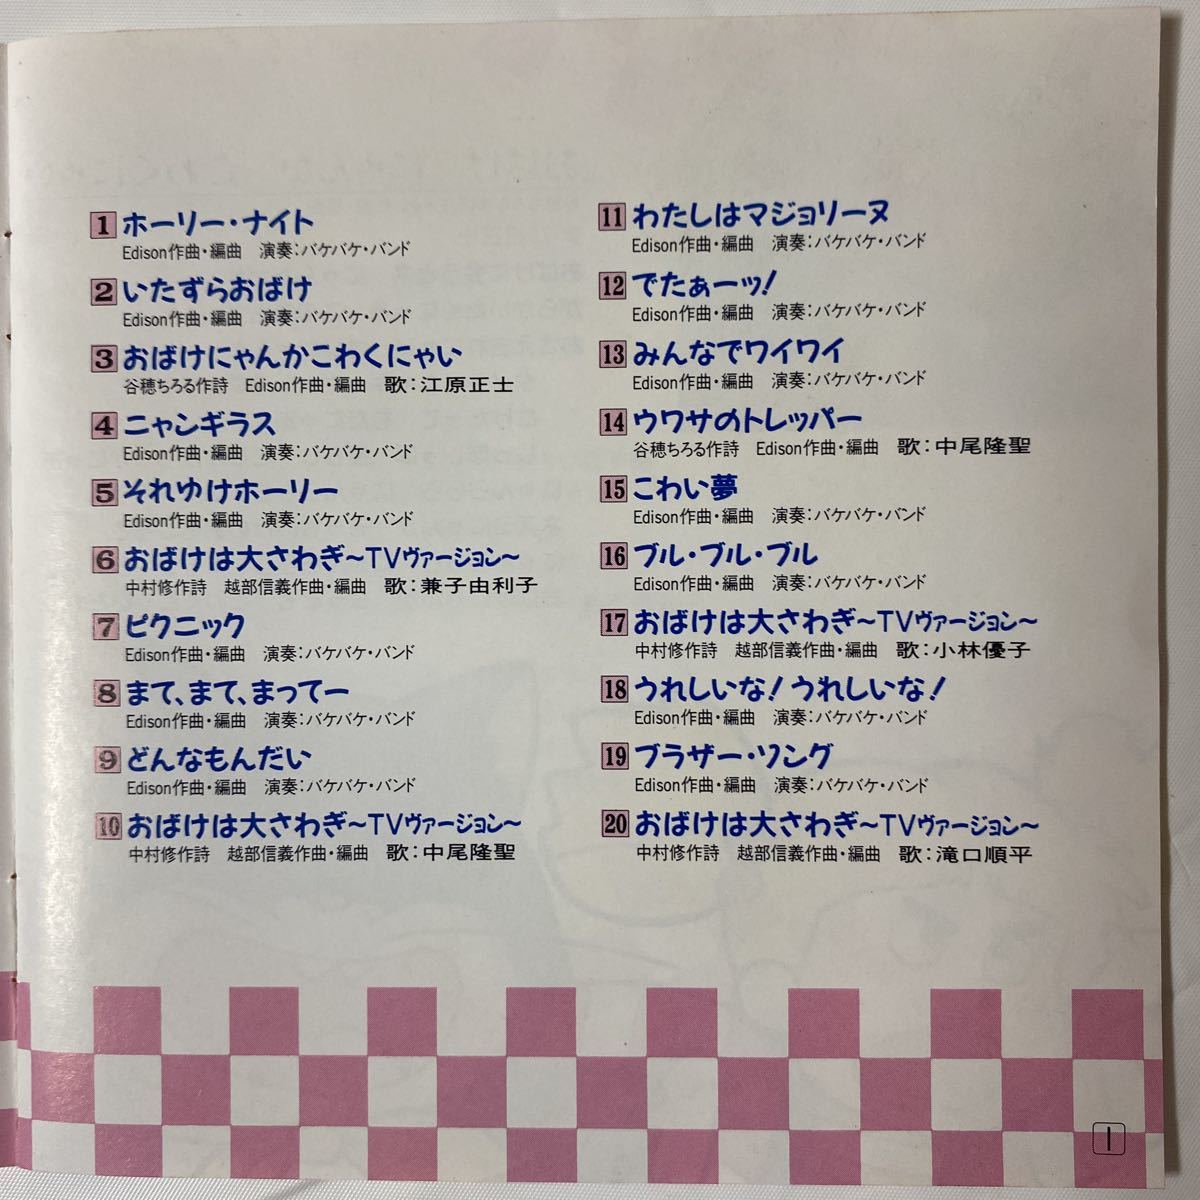 1 ホーリー・ナイト
Edison作曲・編曲　演奏：バケバケ・バンド
2 いたずらおばけ
Edison作曲・編曲　演奏：バケバケ・バンド
3 おばけにゃんかこわくにゃい
谷穂ちろる作詩　Edison作曲・編曲　歌：江原正士
4 ニャンギラス
Edison作曲・編曲　演奏：バケバケ・バンド
5 それゆけホーリー
Edison作曲・編曲　演奏：バケバケ・バンド
6 おばけは大さわぎ〜TVヴァージョン〜
中村修作詩　越部信義作曲・編曲　歌：兼子由利子
7 ピクニック
Edison作曲・編曲　演奏：バケバケ・バンド
8 まて、まて、まってー
Edison作曲・編曲　演奏：バケバケ・バンド
9 どんなもんだい
Edison作曲・編曲　演奏：バケバケ・バンド
10 おばけは大さわぎ〜TVヴァージョン〜
中村修作詩　越部信義作曲・編曲　歌：中尾隆聖
11 わたしはマジョリーヌ
Edison作曲・編曲　演奏：バケバケ・バンド
12 でたぁーッ！
Edison作曲・編曲　演奏：バケバケ・バンド
13 みんなでワイワイ
Edison作曲・編曲　演奏：バケバケ・バンド
14 ウワサのトレッパー
谷穂ちろる作詩　Edison作曲・編曲　歌：中尾隆聖
15 こわい夢
Edison作曲・編曲　演奏：バケバケ・バンド
16 ブル・ブル・ブル
Edison作曲・編曲　演奏：バケバケ・バンド
17 おばけは大さわぎ〜TVヴァージョン〜
中村修作詩　越部信義作曲・編曲　歌：小林優子
18 うれしいな！うれしいな！
Edison作曲・編曲　演奏：バケバケ・バンド
19 ブラザー・ソング
Edison作曲・編曲　演奏：バケバケ・バンド
20 おばけは大さわぎ〜TVヴァージョン〜
中村修作詩　越部信義作曲・編曲　歌：滝口順平
1